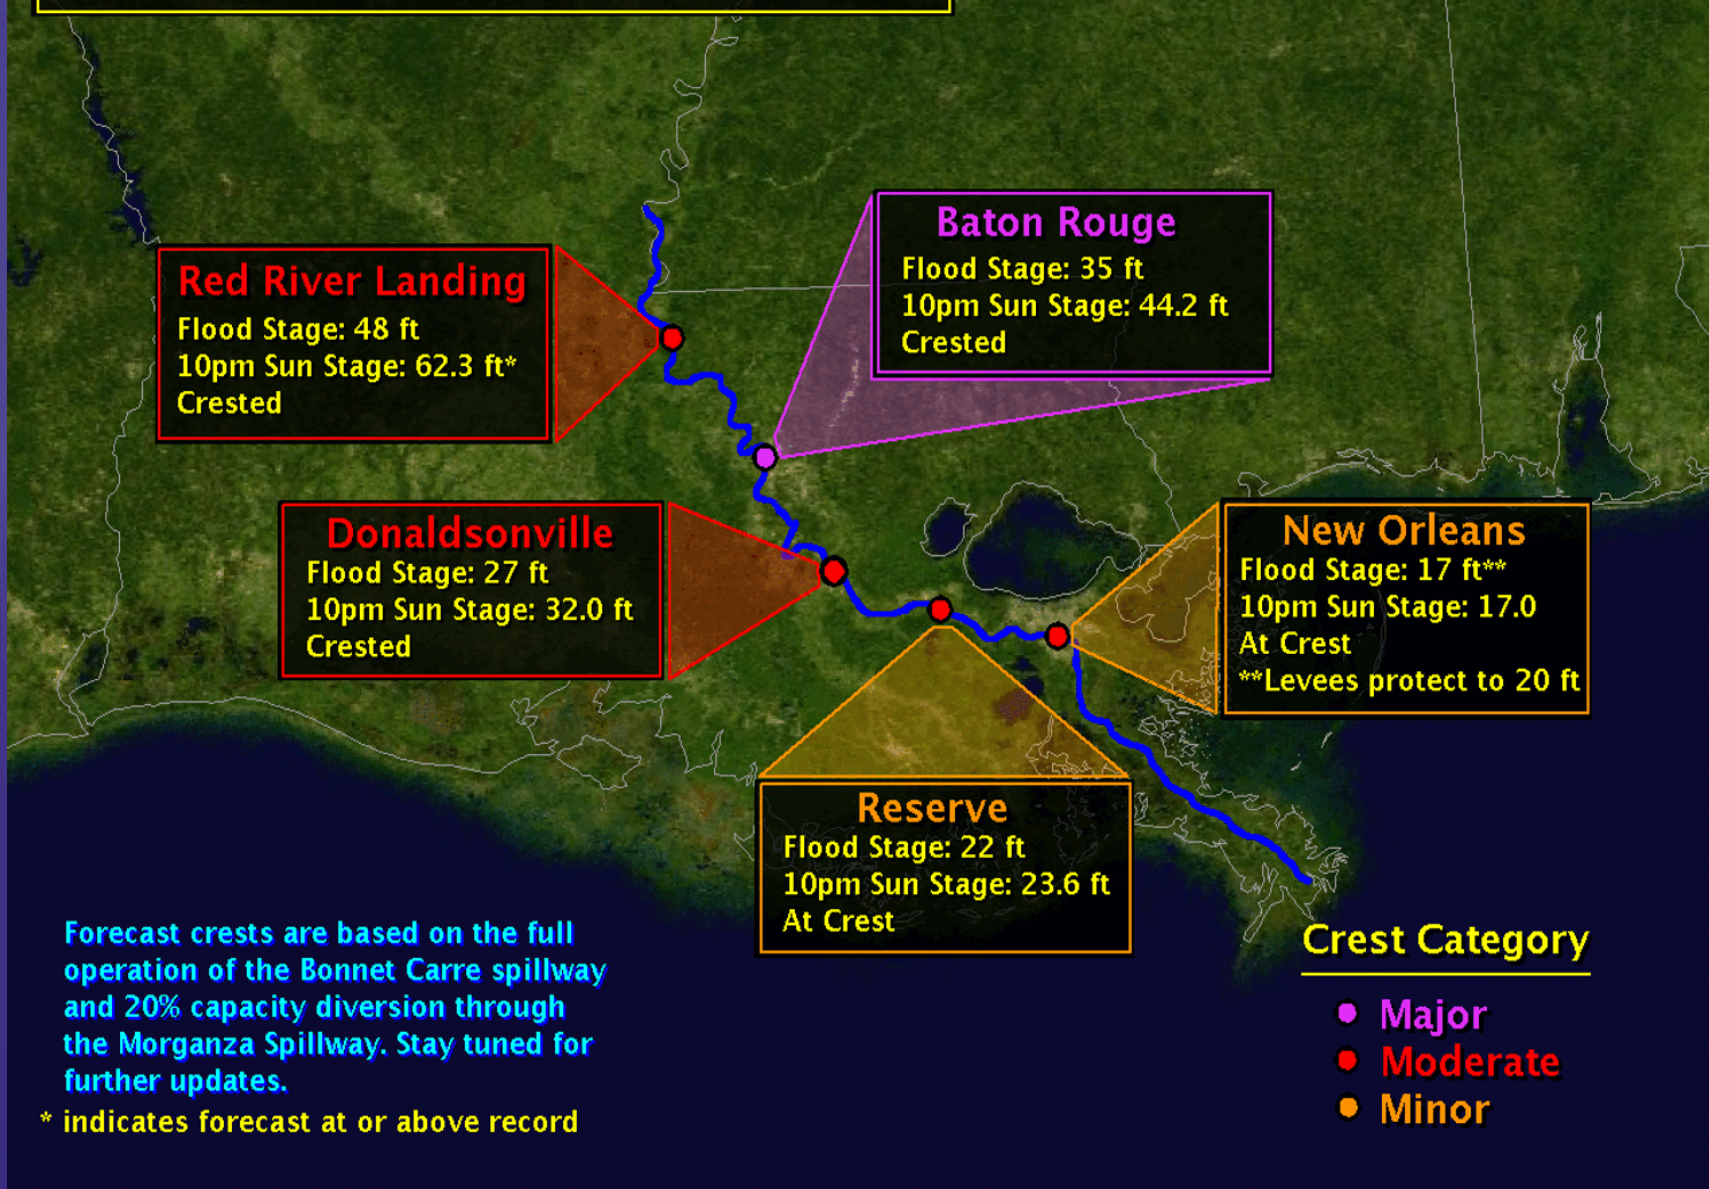 Baton Rouge
Flood Stage: 35 ft
10pm Sun Stage: 44.2 ft
Crested
Red River Landing
Flood Stage: 48 ft
10pm Sun Stage: 62.3 ft*
Crested
Donaldsonville
Flood Stage: 27 ft
10pm Sun Stage: 32.0 ft
Crested
New Orleans
Flood Stage: 17 ft**
10pm Sun Stage: 17.0
At Crest
**Levees protect to 20 ft
Reserve
Flood Stage: 22 ft
10pm Sun Stage: 23.6 ft
At Crest
Forecast crests are based on the full
operation of the Bonnet Carre spillway
and 20% capacity diversion through
the Morganza Spillway. Stay tuned for
further updates.
* indicates forecast at or above record
Crest Category
Major
Moderate
Minor